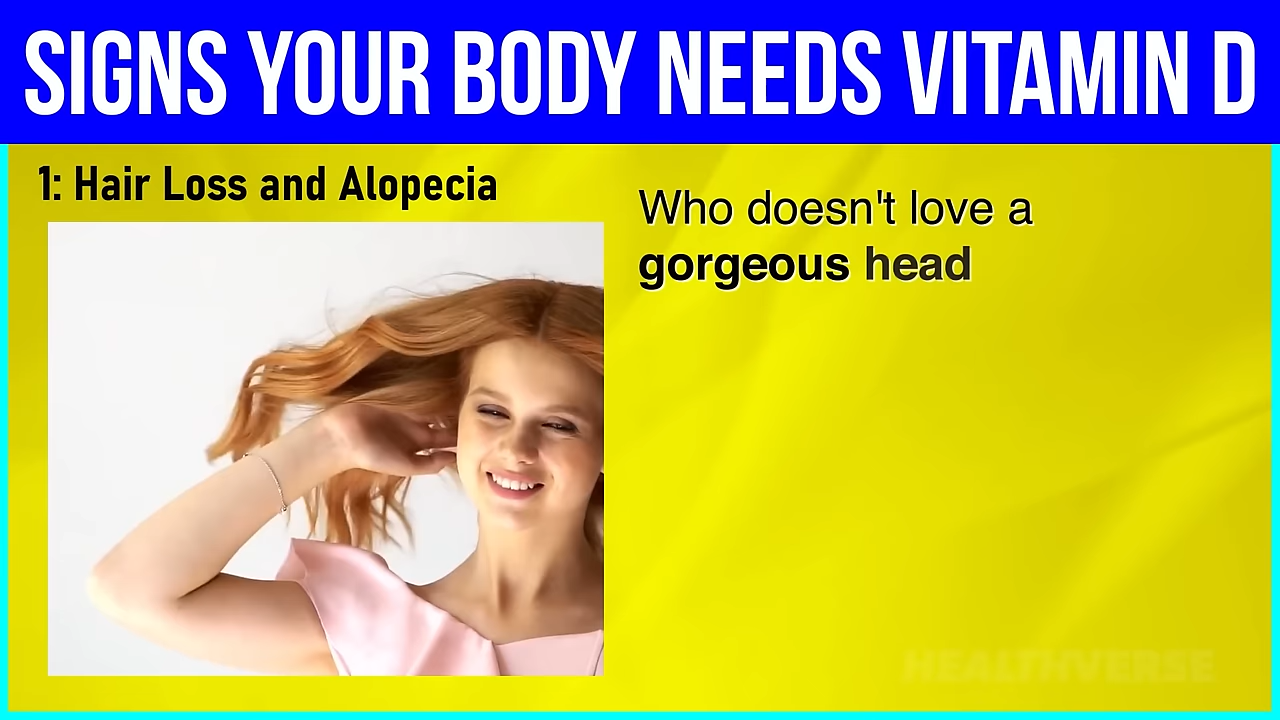 SIGNS YOUR BODY NEEDS VITAMIN D
1: Hair Loss and Alopecia
Who doesn't love a
gorgeous head
HEALTHVERSE